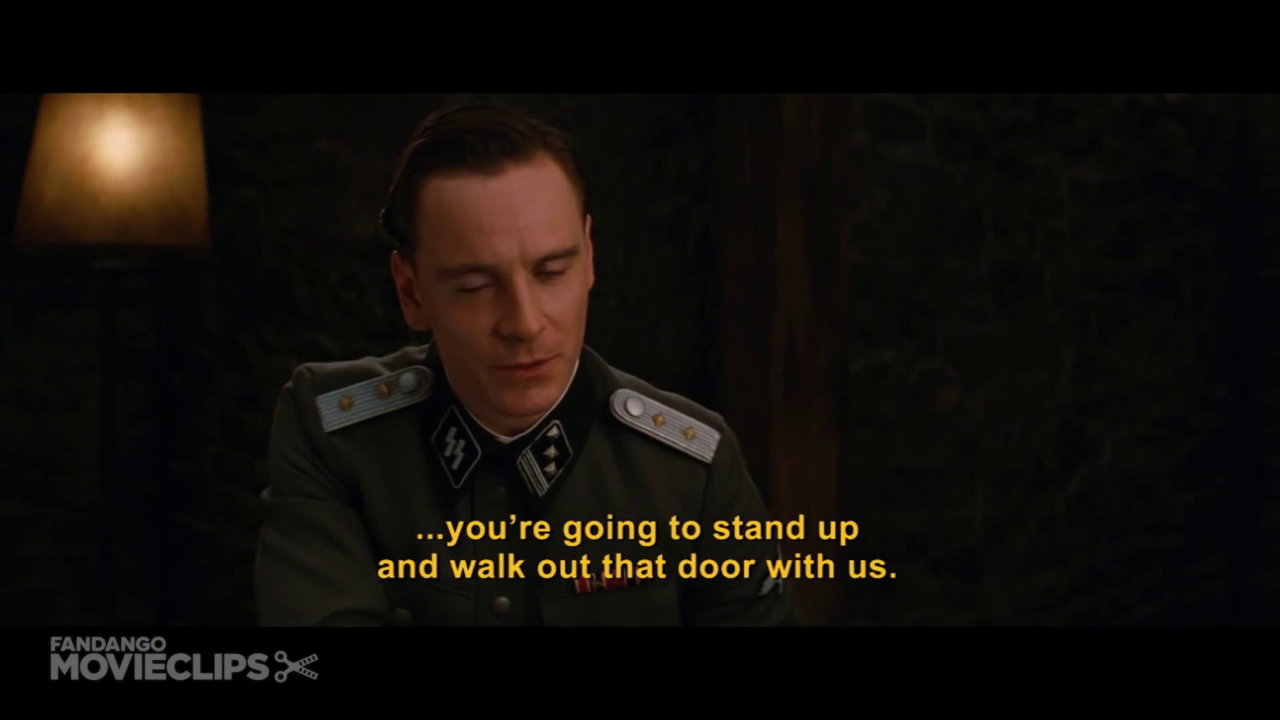 ...you're going to stand up
and walk out that door with us.
FANDANGO
MOVIECLIPS